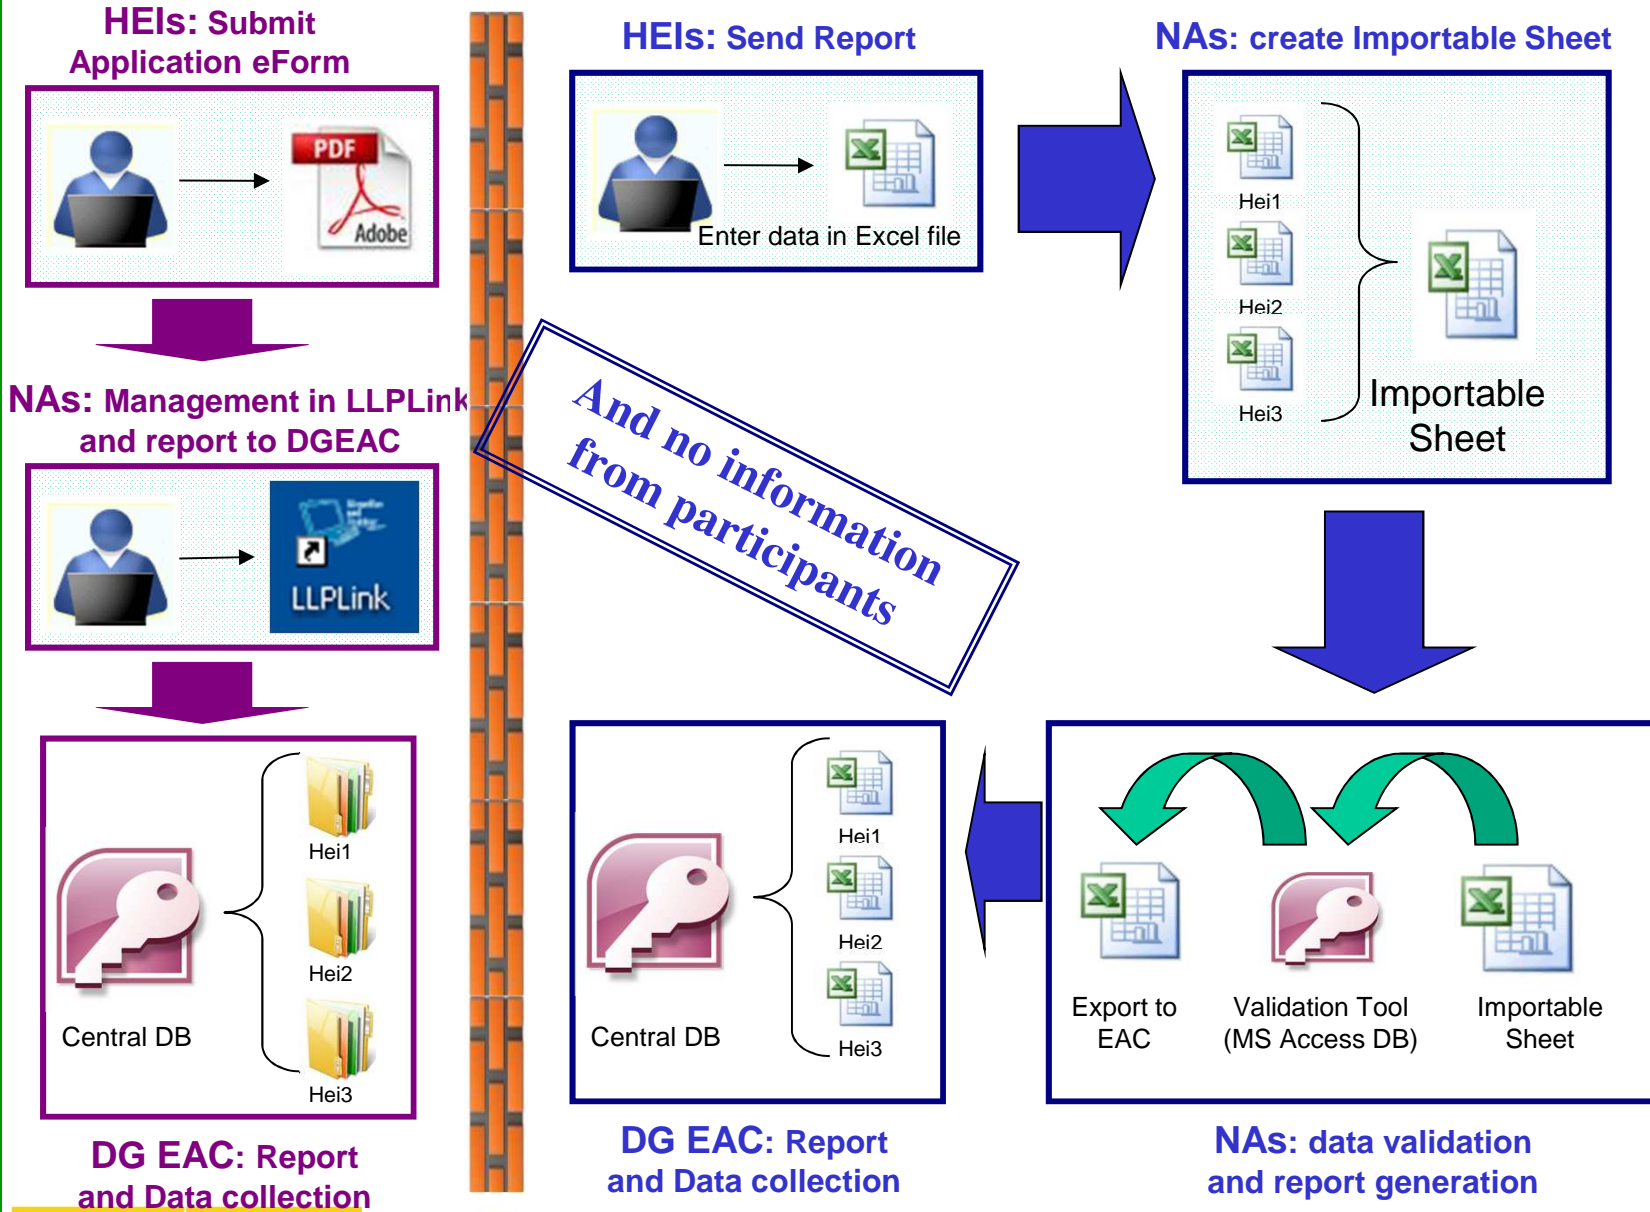 HEIs: Submit
Application eForm
PDF
Adobe
NAs: Management in LLPLink
and report to DGEAC
LLPLink
Hei1
Hei2
Hei3
Central DB
DG EAC: Report
and Data collection
HEIs: Send Report
Enter data in Excel file
NAs: create Importable Sheet
Hei1
Hei2
Hei3
Importable
Sheet
And no information
from participants
Hei1
Hei2
Hei3
Central DB
DG EAC: Report
and Data collection
Export to
EAC
Validation Tool
(MS Access DB)
Importable
Sheet
NAs: data validation
and report generation